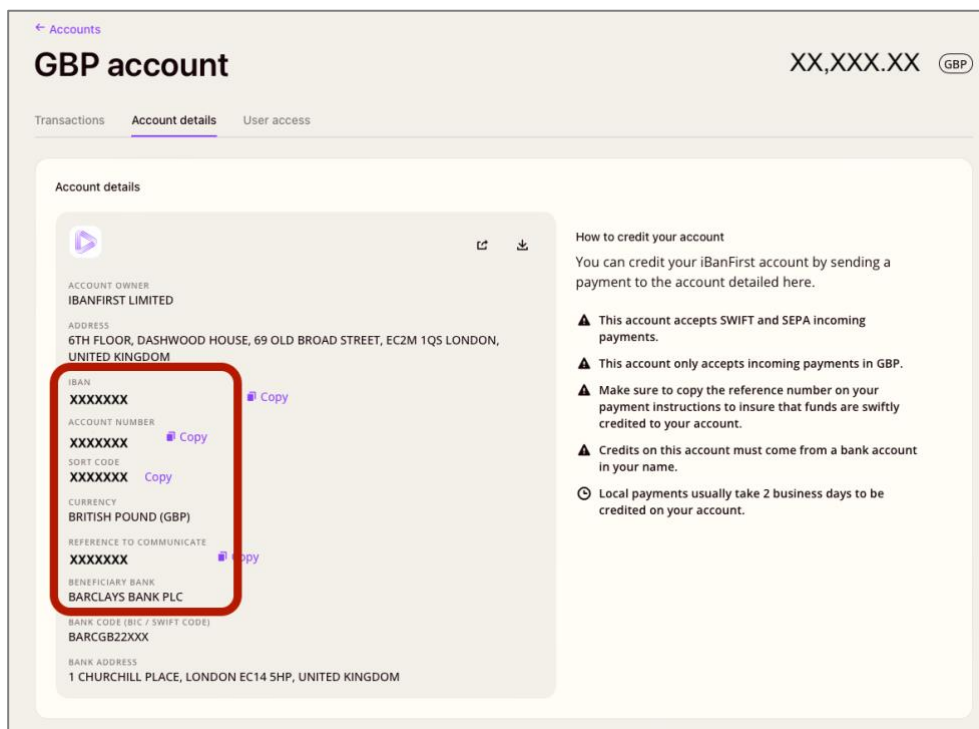 ← Accounts
GBP account
XX,XXX.XX GBP
Transactions Account details User access
Account details
ACCOUNT OWNER
IBANFIRST LIMITED
ADDRESS
6TH FLOOR, DASHWOOD HOUSE, 69 OLD BROAD STREET, EC2M 1QS LONDON,
UNITED KINGDOM
IBAN
XXXXXXX Copy
ACCOUNT NUMBER
XXXXXXX Copy
SORT CODE
XXXXXXX Copy
CURRENCY
BRITISH POUND (GBP)
REFERENCE TO COMMUNICATE
XXXXXXX Copy
BENEFICIARY BANK
BARCLAYS BANK PLC
BANK CODE (BIC / SWIFT CODE)
BARCGB22XXX
BANK ADDRESS
1 CHURCHILL PLACE, LONDON EC14 5HP, UNITED KINGDOM
How to credit your account
You can credit your iBanFirst account by sending a
payment to the account detailed here.
This account accepts SWIFT and SEPA incoming
payments.
This account only accepts incoming payments in GBP.
Make sure to copy the reference number on your
payment instructions to insure that funds are swiftly
credited to your account.
Credits on this account must come from a bank account
in your name.
Local payments usually take 2 business days to be
credited on your account.